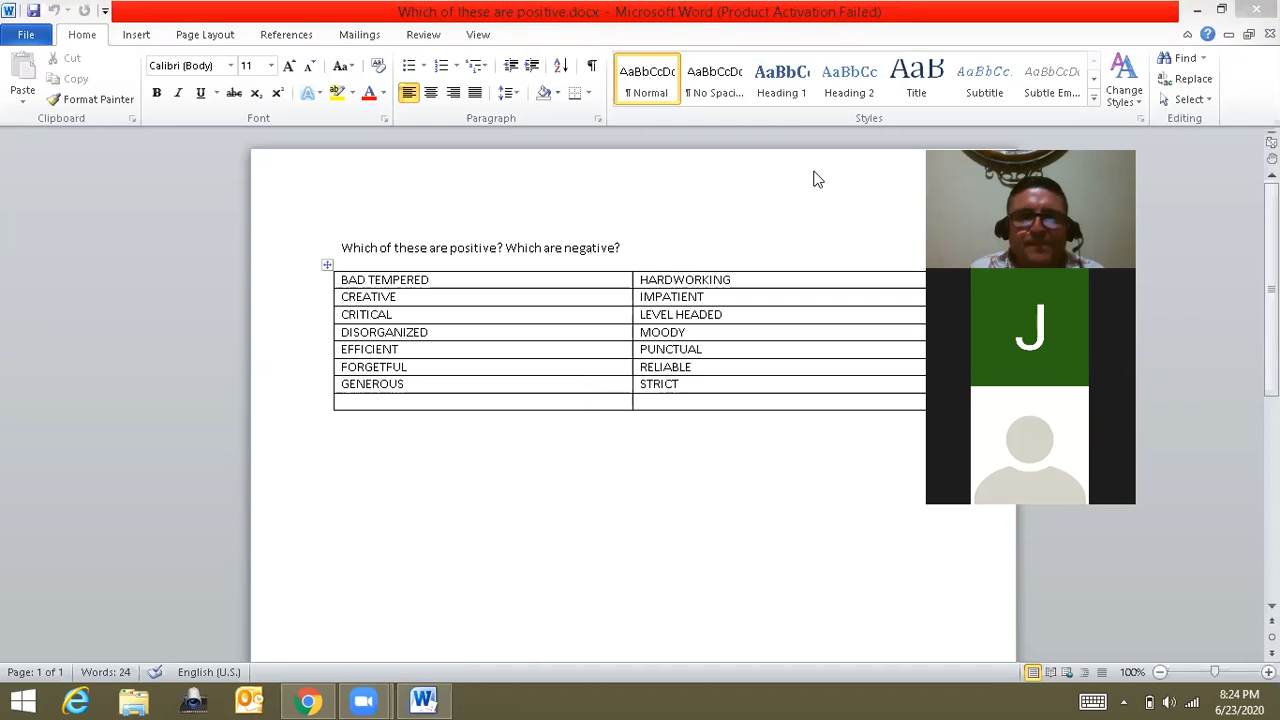 Which of these are positive.docx - Microsoft Word (Product Activation Failed)
File Home Insert Page Layout References Mailings Review View
Cut
Copy
Format Painter
Paste
Clipboard
Calibri (Body) 11
Font
Paragraph
AaBbCcDc AaBbCcDc AaBbCc AaBbCc AaB AaBbCc. AaBbCcDc
¶ Normal ¶ No Spaci... Heading 1 Heading 2 Title Subtitle Subtle Em...
Change Styles
Styles
Find
Replace
Select
Editing
Which of these are positive? Which are negative?
BAD TEMPERED HARDWORKING
CREATIVE IMPATIENT
CRITICAL LEVEL HEADED
DISORGANIZED MOODY
EFFICIENT PUNCTUAL
FORGETFUL RELIABLE
GENEROUS STRICT
J
Page: 1 of 1 Words: 24 English (U.S.) 100%
8:24 PM
6/23/2020